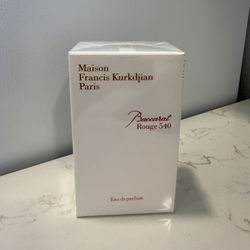 Maison
Francis Kurkdjian
Paris
Baccarat
Rouge 540
Eau de parfum